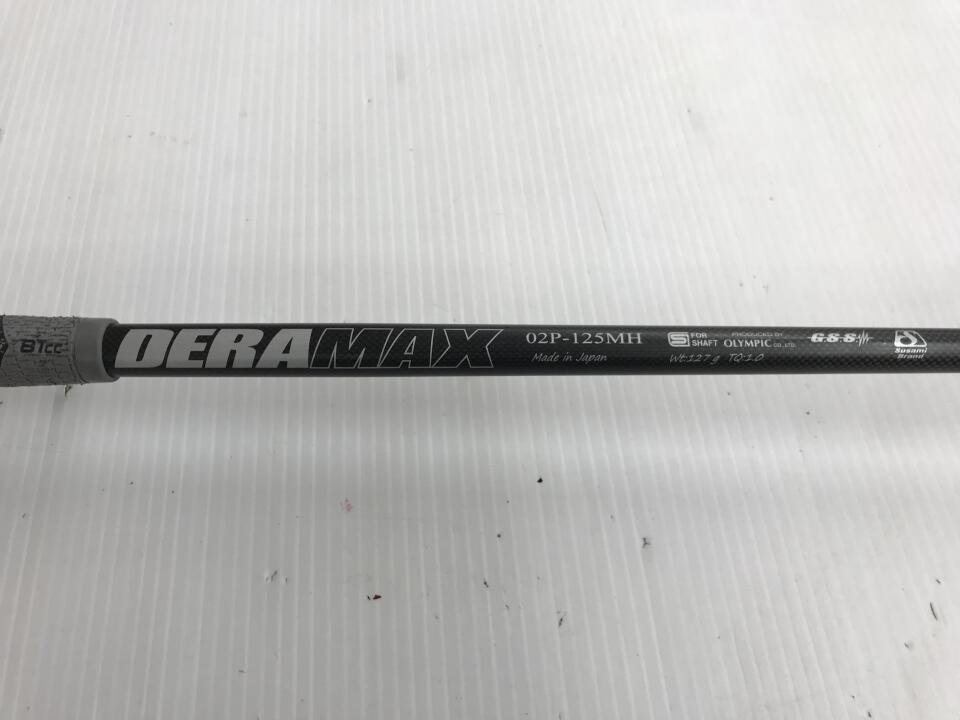 8Tcc
DERAMAX
02P-125MH
Made in Japan
S FOR SHAFT
PRODUCED BY
OLYMPIC CO.,LTD.
Wt:127g TQ:1.0
G&S
Susami
Brand